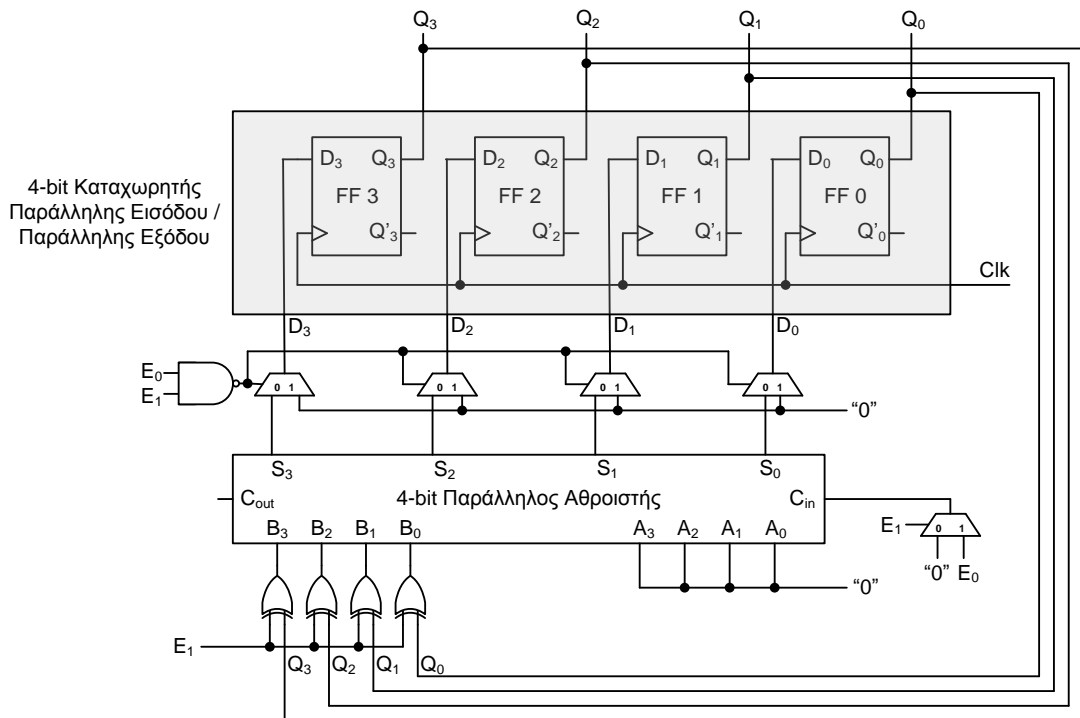 Q3 Q2 Q1 Q0
D3 Q3 D2 Q2 D1 Q1 D0 Q0
FF 3 FF 2 FF 1 FF 0
Q'3 Q'2 Q'1 Q'0
4-bit Καταχωρητής
Παράλληλης Εισόδου /
Παράλληλης Εξόδου
Clk
D3 D2 D1 D0
E0
E1
0 1 0 1 0 1 0 1
“0”
S3 S2 S1 S0
Cout 4-bit Παράλληλος Αθροιστής Cin
B3 B2 B1 B0 A3 A2 A1 A0
E1 0 1
“0” E0
“0”
E1
Q3 Q2 Q1 Q0